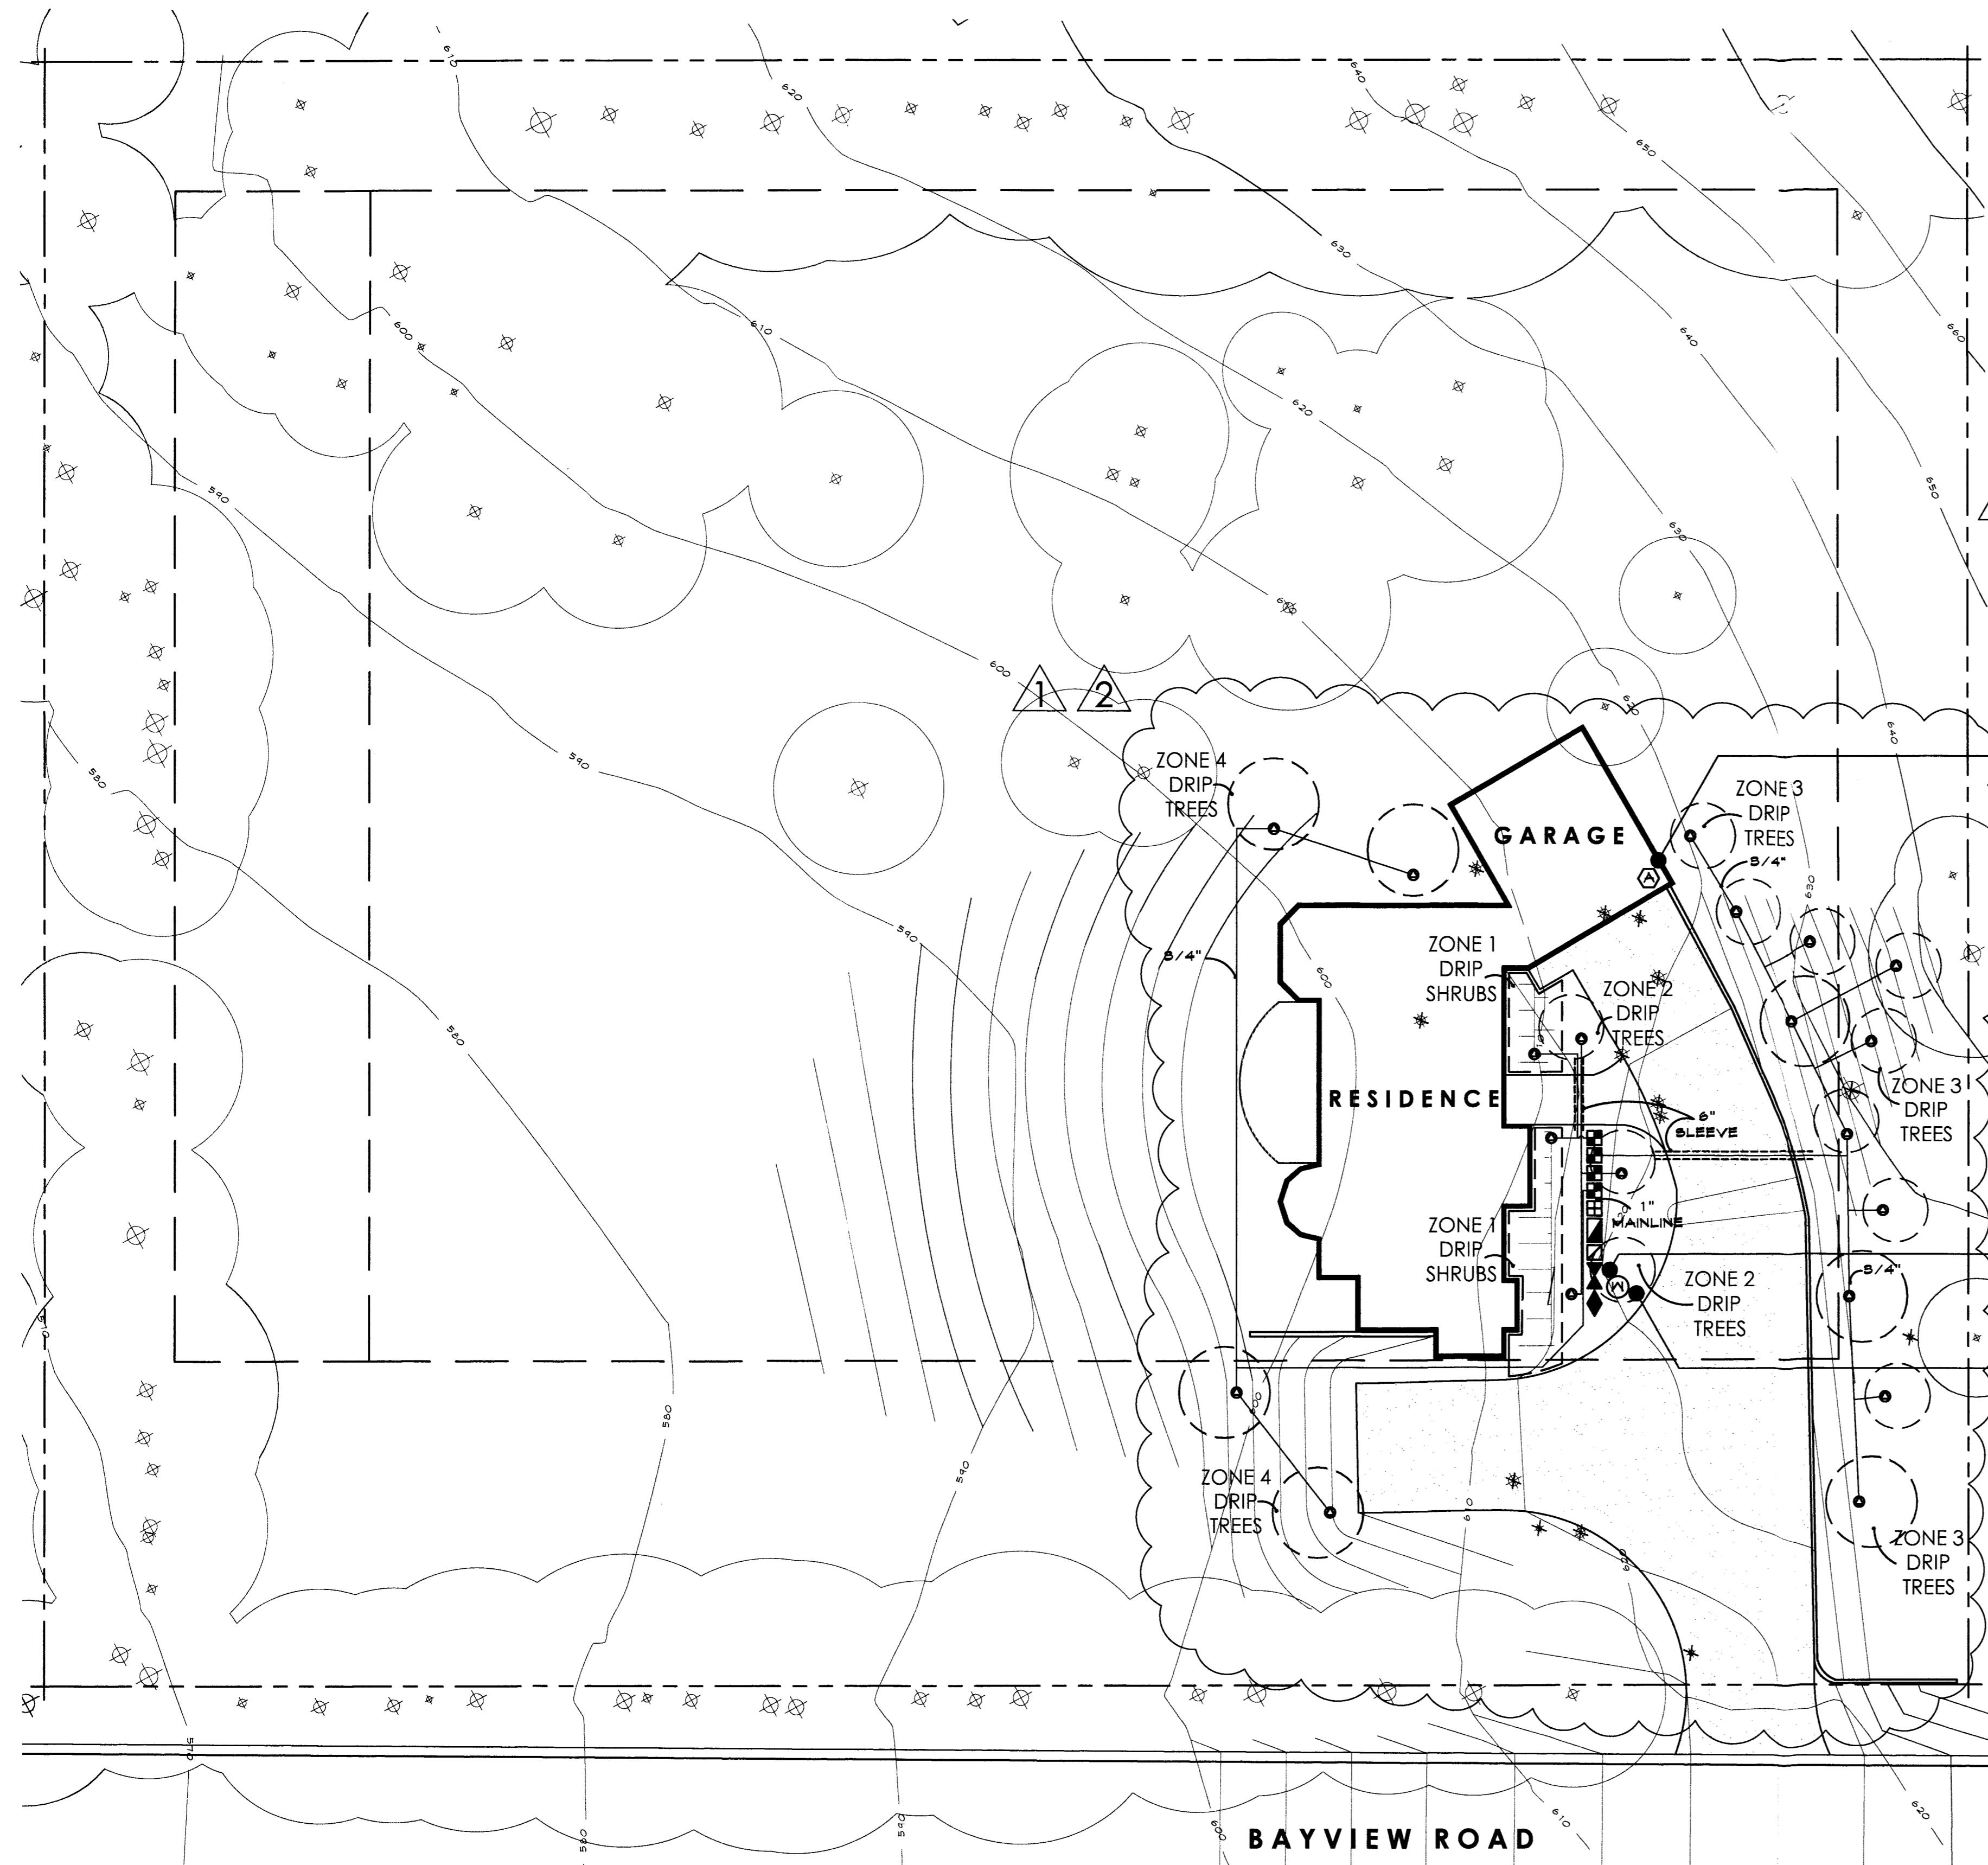 610
620
640
650
630
660
600
610
640
620
590
650
630
610
600
1
2
620
640
590
580
ZONE 4
DRIP
TREES
ZONE 3
DRIP
TREES
GARAGE
3/4"
A
630
590
ZONE 1
DRIP
SHRUBS
3/4"
600
ZONE 2
DRIP
TREES
580
RESIDENCE
6"
SLEEVE
ZONE 3
DRIP
TREES
1"
MAINLINE
ZONE 1
DRIP
SHRUBS
M
ZONE 2
DRIP
TREES
3/4"
600
580
590
ZONE 4
DRIP
TREES
610
620
ZONE 3
DRIP
TREES
570
580
590
600
610
620
BAYVIEW ROAD